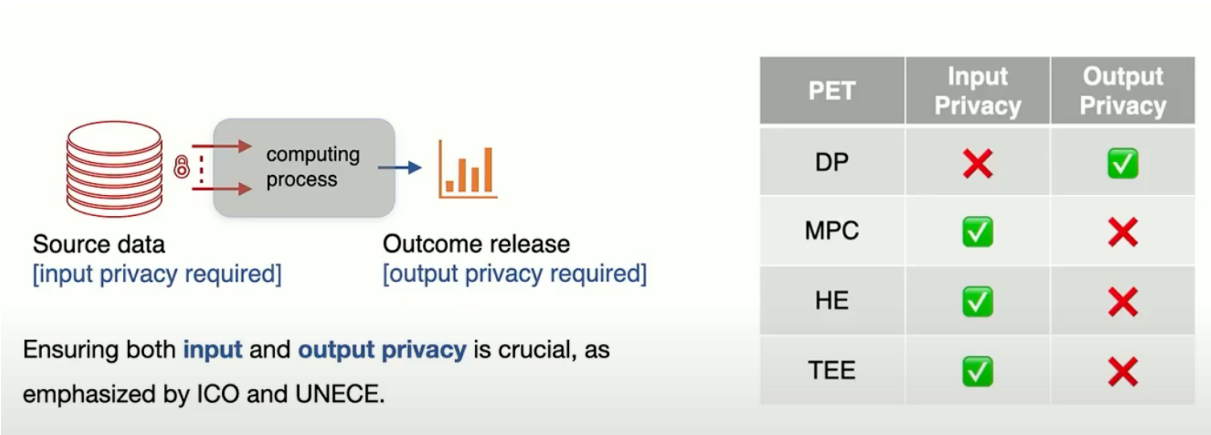 computing
process
Source data
[input privacy required]
Outcome release
[output privacy required]
Ensuring both input and output privacy is crucial, as
emphasized by ICO and UNECE.
PET Input Privacy Output Privacy
DP ❌ ✅
MPC ✅ ❌
HE ✅ ❌
TEE ✅ ❌